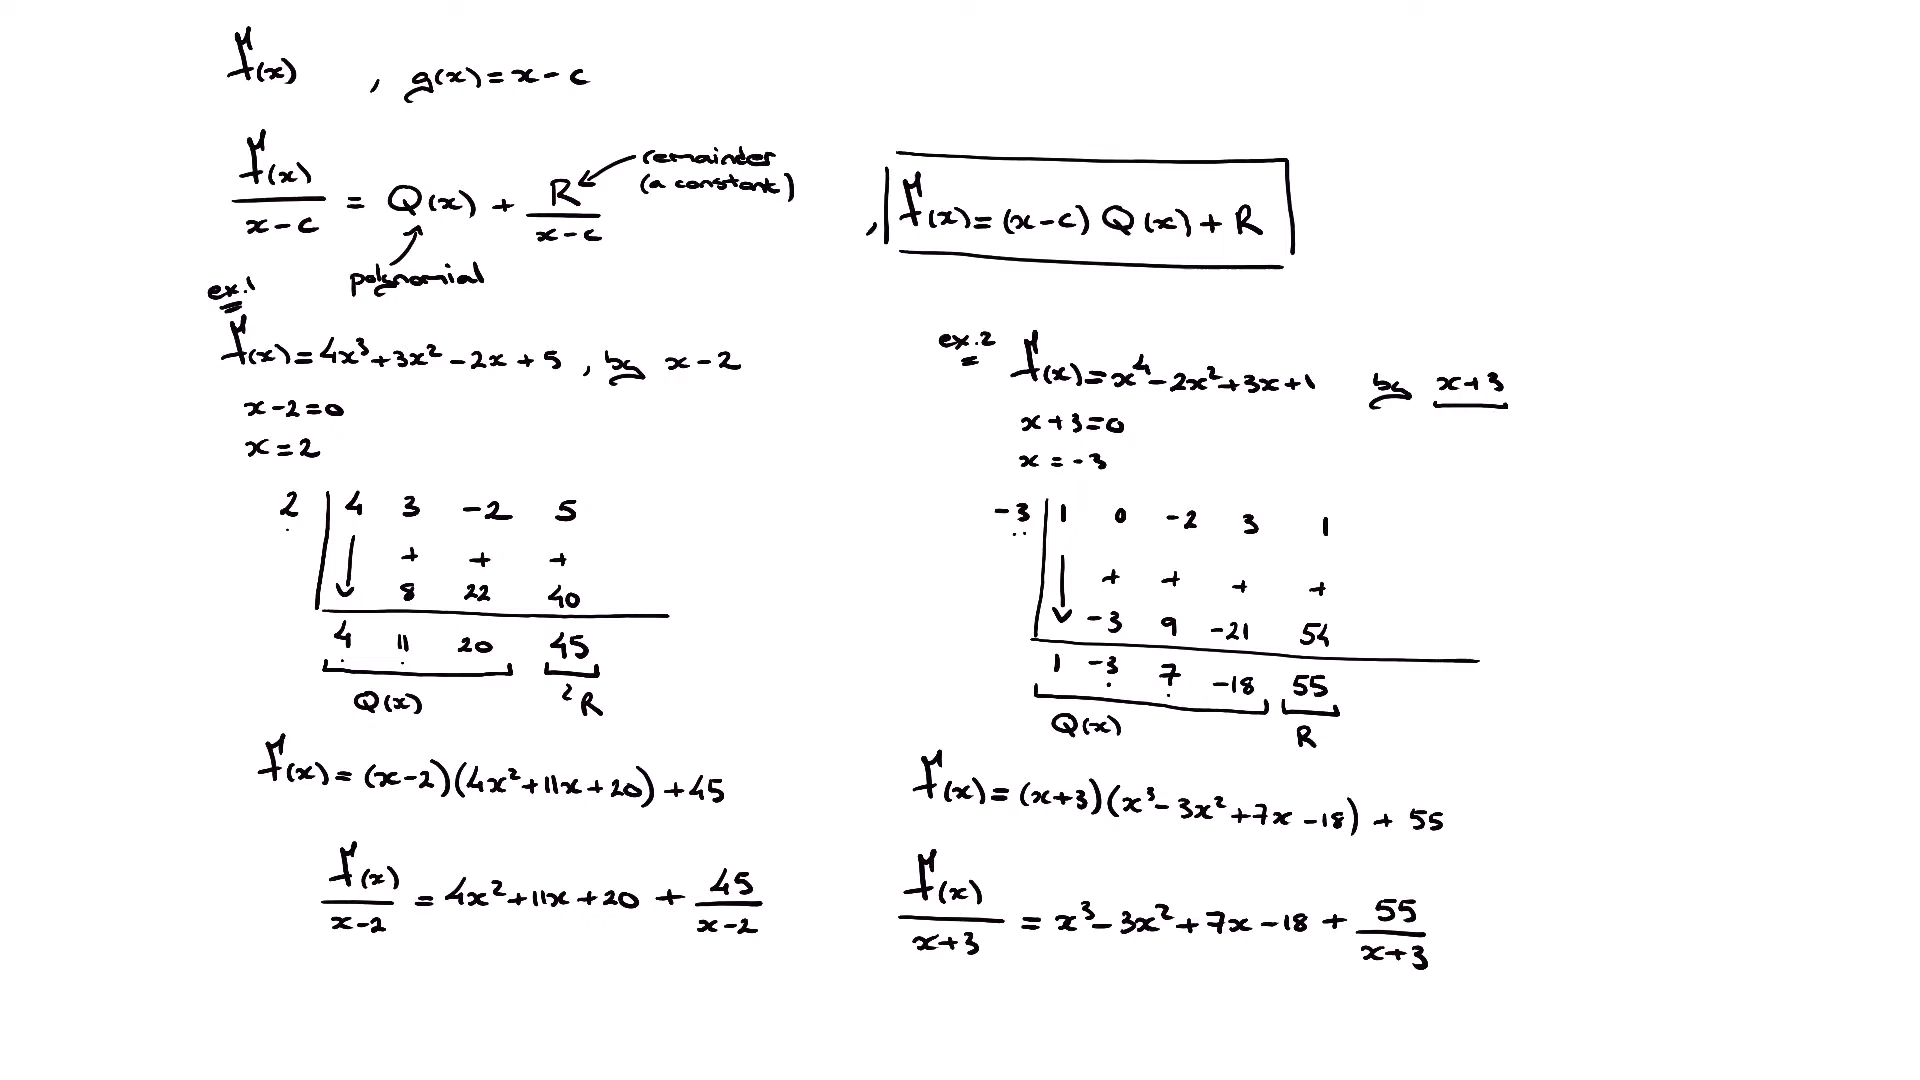 f(x) , g(x) = x - c
f(x)/(x - c) = Q(x) + R/(x - c)
remainder
(a constant)
polynomial
, f(x) = (x - c) Q(x) + R
ex.1
f(x) = 4x³ + 3x² - 2x + 5 , by x - 2
x - 2 = 0
x = 2
2 | 4 3 -2 5
+ + +
8 22 40
4 11 20 45
Q(x) R
f(x) = (x - 2)(4x² + 11x + 20) + 45
f(x)/(x - 2) = 4x² + 11x + 20 + 45/(x - 2)
ex.2 f(x) = x⁴ - 2x² + 3x + 1 by x + 3
x + 3 = 0
x = -3
-3 | 1 0 -2 3 1
+ + + +
-3 9 -21 54
1 -3 7 -18 55
Q(x) R
f(x) = (x + 3)(x³ - 3x² + 7x - 18) + 55
f(x)/(x + 3) = x³ - 3x² + 7x - 18 + 55/(x + 3)